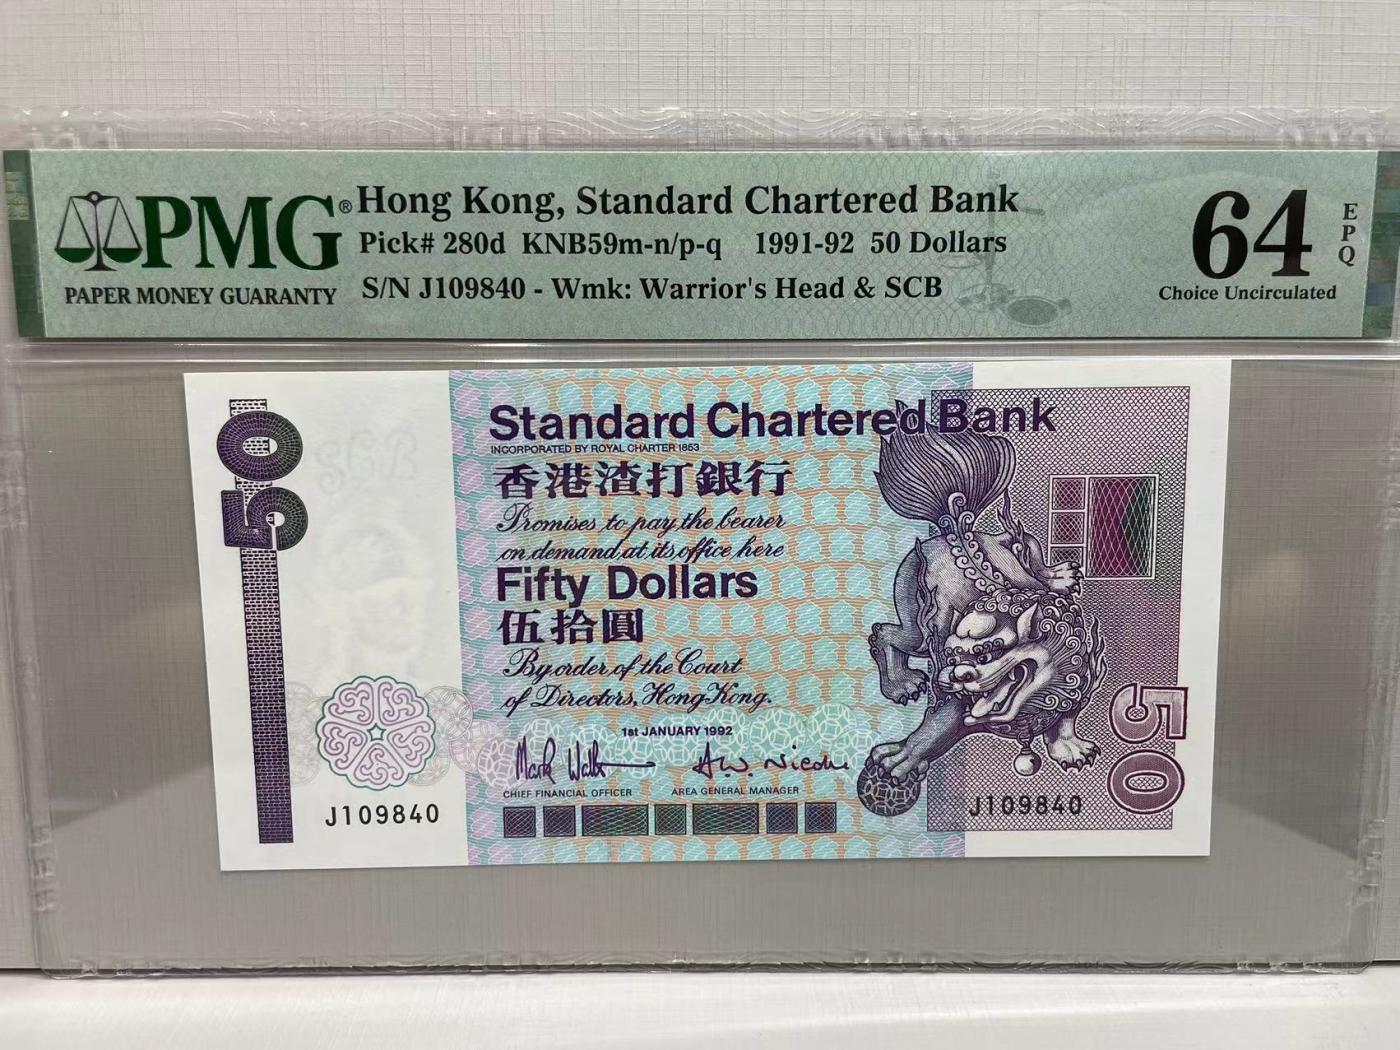 PMG®
PAPER MONEY GUARANTY
Hong Kong, Standard Chartered Bank
Pick# 280d KNB59m-n/p-q 1991-92 50 Dollars
S/N J109840 - Wmk: Warrior's Head & SCB
64
EPQ
Choice Uncirculated
50
Standard Chartered Bank
INCORPORATED BY ROYAL CHARTER 1853
香港渣打銀行
Promises to pay the bearer
on demand at its office here
Fifty Dollars
伍拾圓
By order of the Court
of Directors, Hong Kong.
1st JANUARY 1992
CHIEF FINANCIAL OFFICER AREA GENERAL MANAGER
J109840
J109840
50